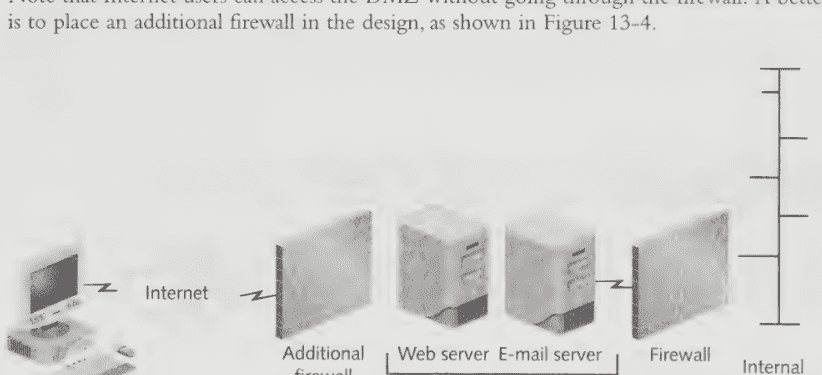 Note that Internet users can access the DMZ without going through the firewall. A bette
is to place an additional firewall in the design, as shown in Figure 13-4.
Internet
Additional
firewall
Web server E-mail server
Firewall
Internal